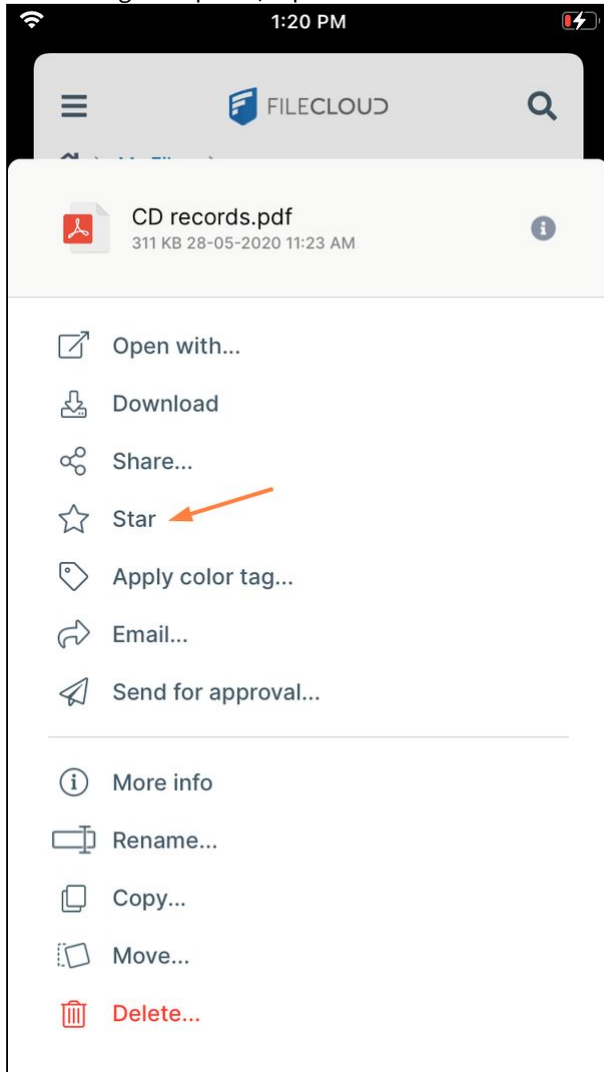 1:20 PM
FILECLOUD
CD records.pdf
311 KB 28-05-2020 11:23 AM
Open with...
Download
Share...
Star
Apply color tag...
Email...
Send for approval...
More info
Rename...
Copy...
Move...
Delete...